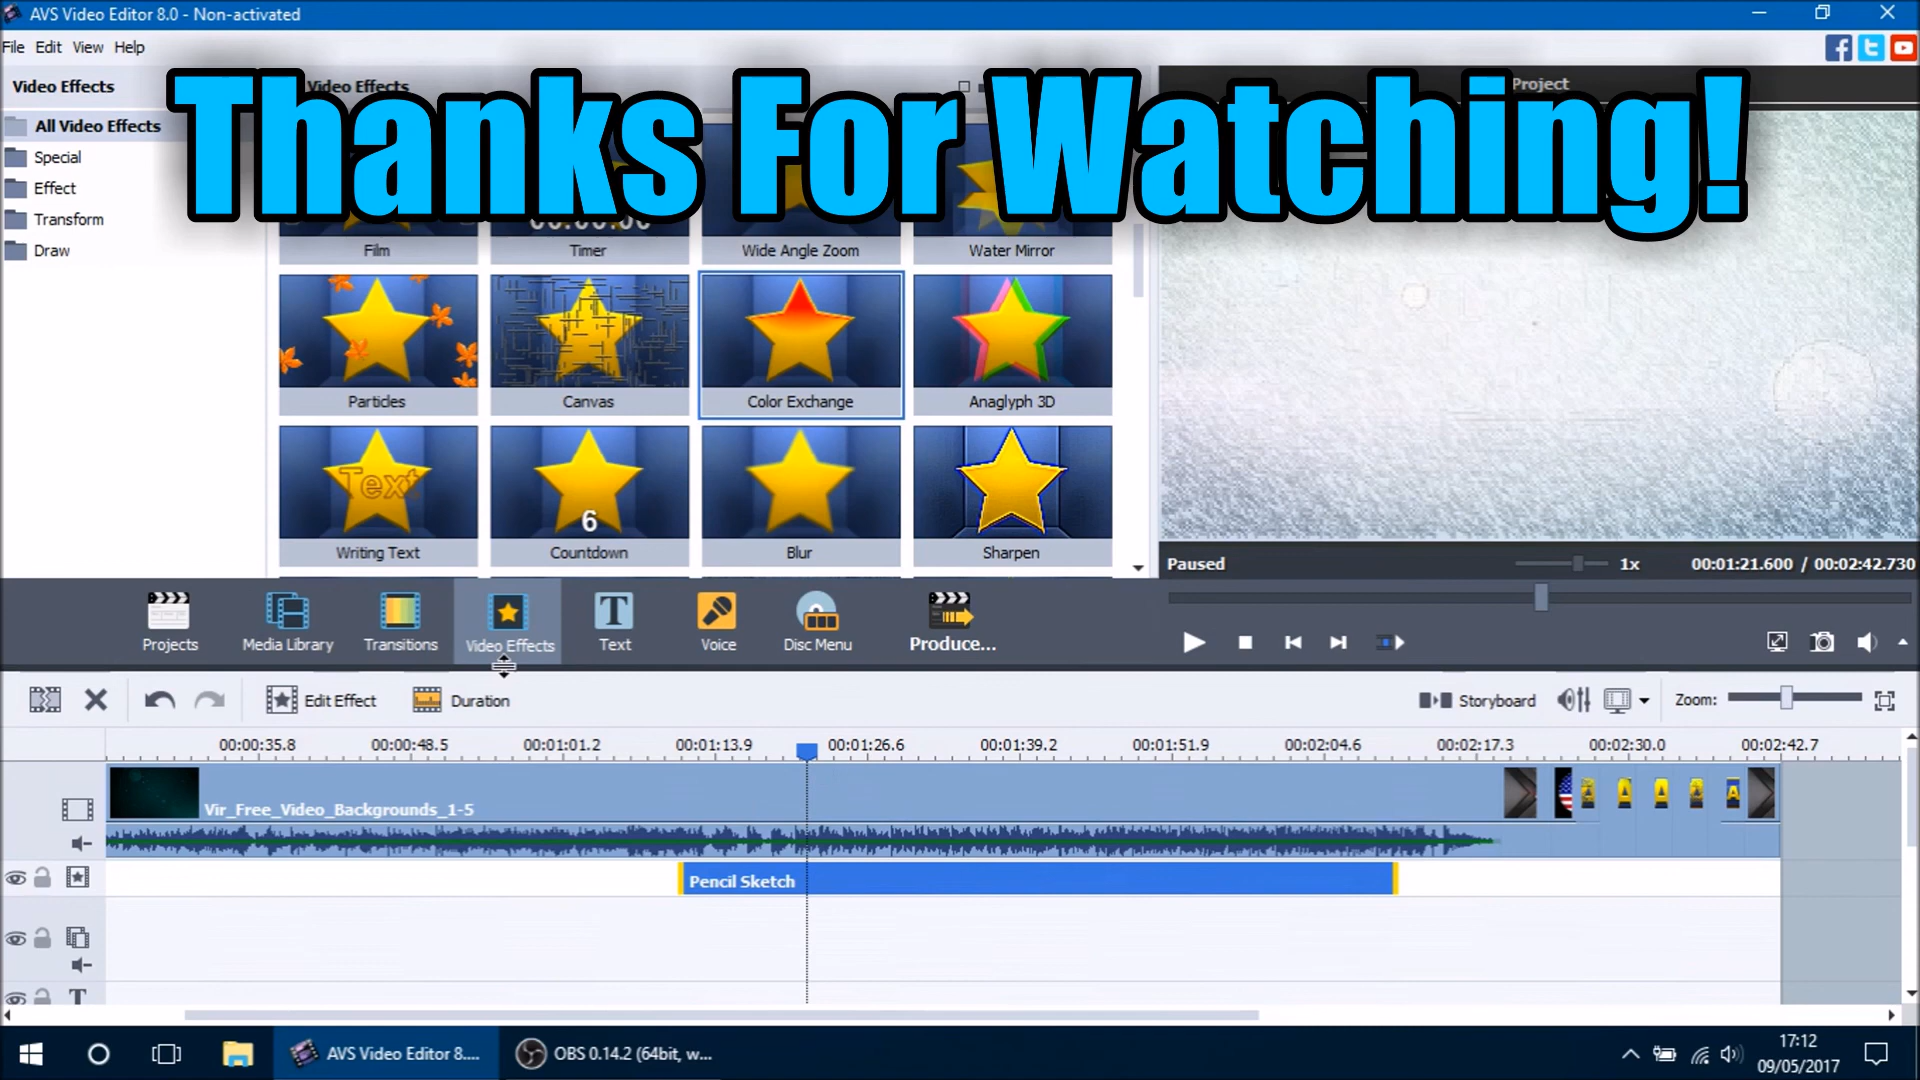 AVS Video Editor 8.0 - Non-activated
File Edit View Help
Thanks For Watching!
Video Effects
Video Effects
Project
All Video Effects
Special
Effect
Transform
Draw
Film
Timer
Wide Angle Zoom
Water Mirror
Particles
Canvas
Color Exchange
Anaglyph 3D
Text
6
Writing Text
Countdown
Blur
Sharpen
Paused
1x
00:01:21.600 / 00:02:42.730
Projects
Media Library
Transitions
Video Effects
Text
Voice
Disc Menu
Produce...
Edit Effect
Duration
Storyboard
Zoom:
00:00:35.8 00:00:48.5 00:01:01.2 00:01:13.9 00:01:26.6 00:01:39.2 00:01:51.9 00:02:04.6 00:02:17.3 00:02:30.0 00:02:42.7
Vir_Free_Video_Backgrounds_1-5
Pencil Sketch
AVS Video Editor 8....
OBS 0.14.2 (64bit, w...
17:12
09/05/2017